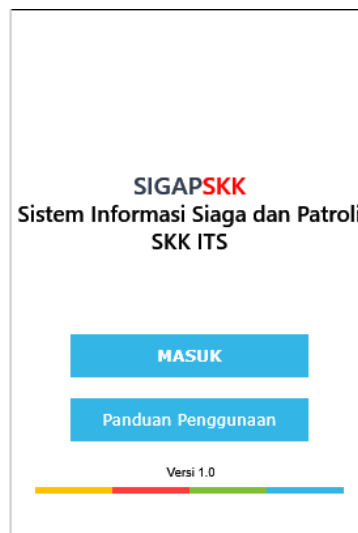 SIGAPSKK
Sistem Informasi Siaga dan Patroli
SKK ITS
MASUK
Panduan Penggunaan
Versi 1.0